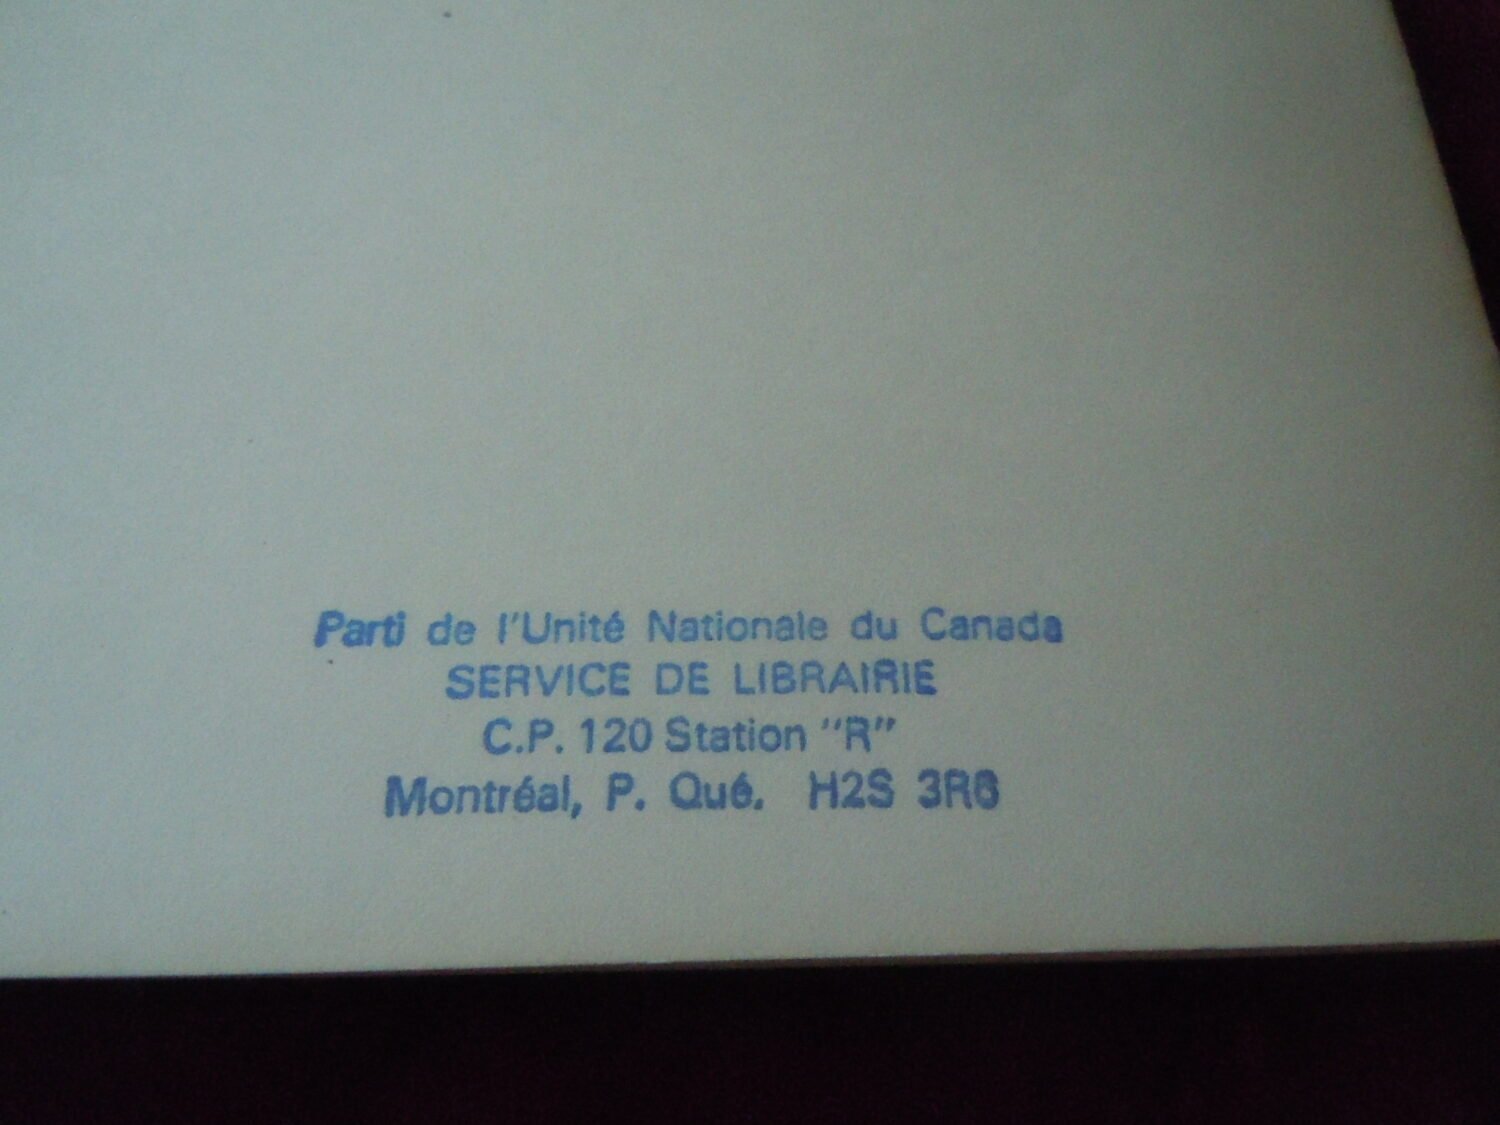 Parti de l'Unité Nationale du Canada
SERVICE DE LIBRAIRIE
C.P. 120 Station "R"
Montréal, P. Qué. H2S 3R6